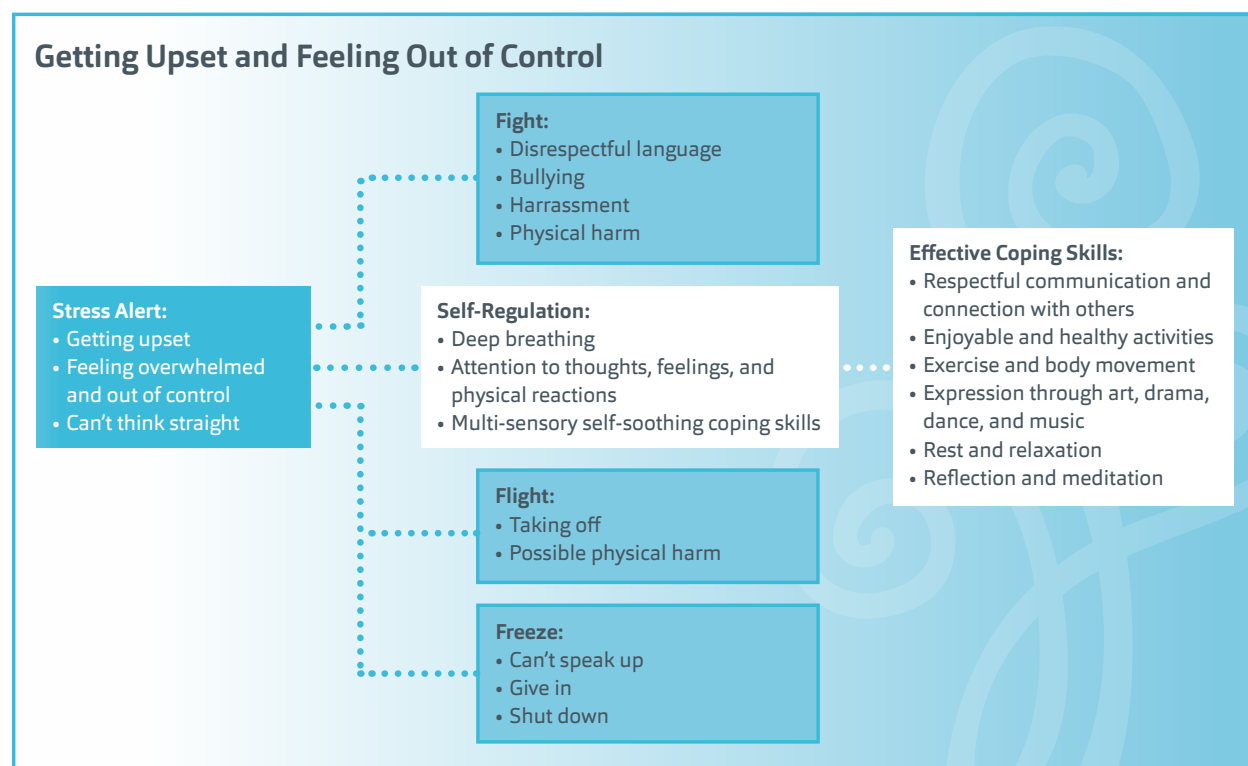 Getting Upset and Feeling Out of Control
Stress Alert:
• Getting upset
• Feeling overwhelmed
and out of control
• Can't think straight
Fight:
• Disrespectful language
• Bullying
• Harrassment
• Physical harm
Self-Regulation:
• Deep breathing
• Attention to thoughts, feelings, and
physical reactions
• Multi-sensory self-soothing coping skills
Flight:
• Taking off
• Possible physical harm
Freeze:
• Can't speak up
• Give in
• Shut down
Effective Coping Skills:
• Respectful communication and
connection with others
• Enjoyable and healthy activities
• Exercise and body movement
• Expression through art, drama,
dance, and music
• Rest and relaxation
• Reflection and meditation